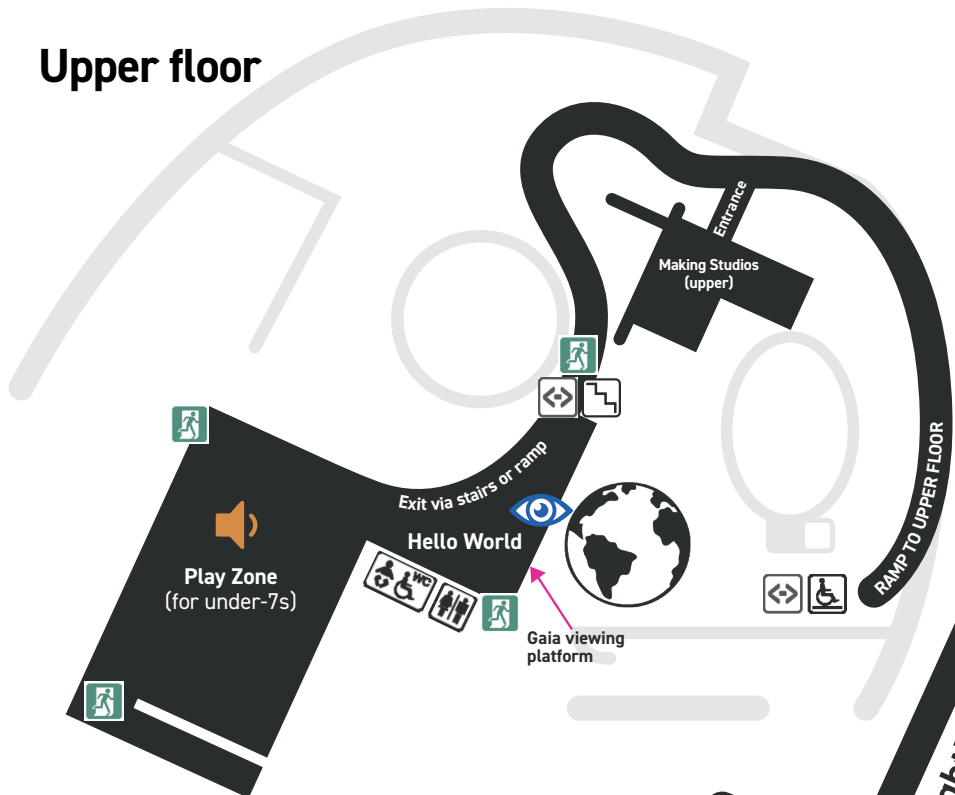 Upper floor
Entrance
Making Studios
(upper)
Exit via stairs or ramp
Hello World
WC
Play Zone
(for under-7s)
RAMP TO UPPER FLOOR
Gaia viewing
platform